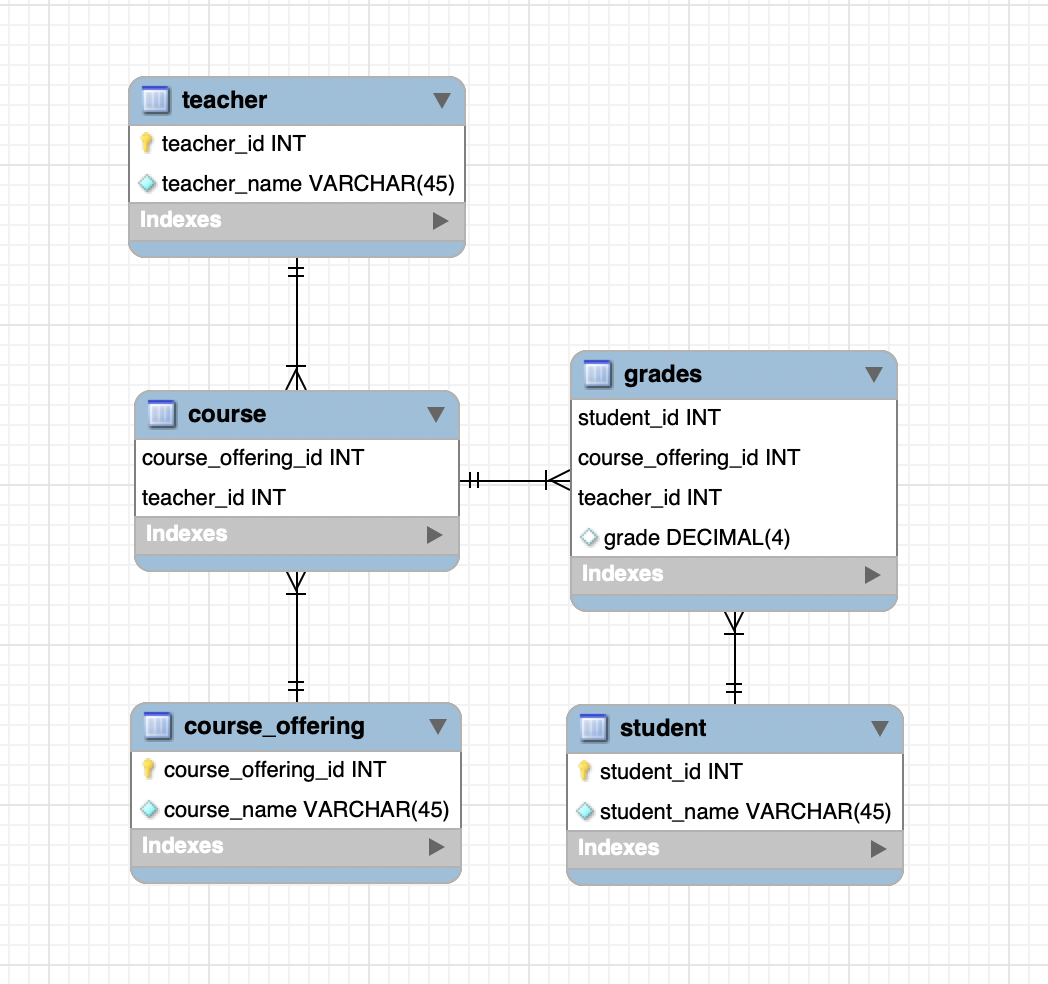 teacher
teacher_id INT
teacher_name VARCHAR(45)
Indexes
course
course_offering_id INT
teacher_id INT
Indexes
grades
student_id INT
course_offering_id INT
teacher_id INT
grade DECIMAL(4)
Indexes
course_offering
course_offering_id INT
course_name VARCHAR(45)
Indexes
student
student_id INT
student_name VARCHAR(45)
Indexes